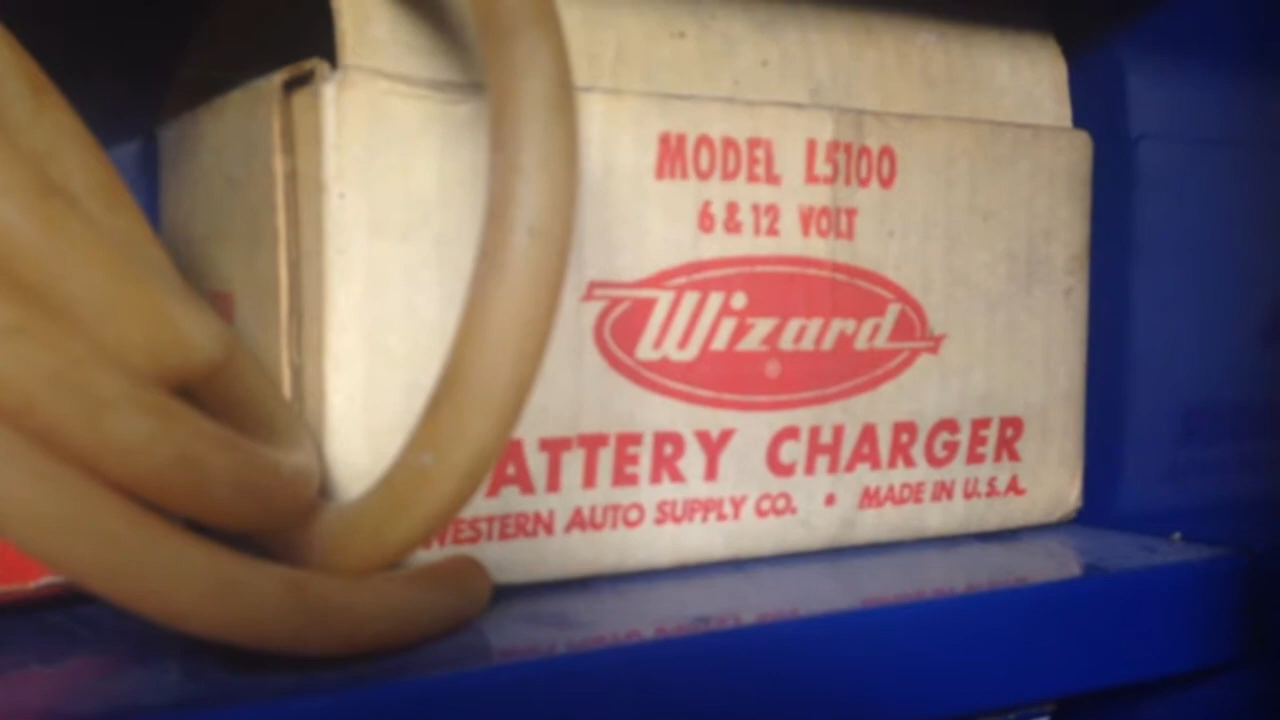 MODEL L5100
6 & 12 VOLT
Wizard
®
ATTERY CHARGER
WESTERN AUTO SUPPLY CO. • MADE IN U.S.A.